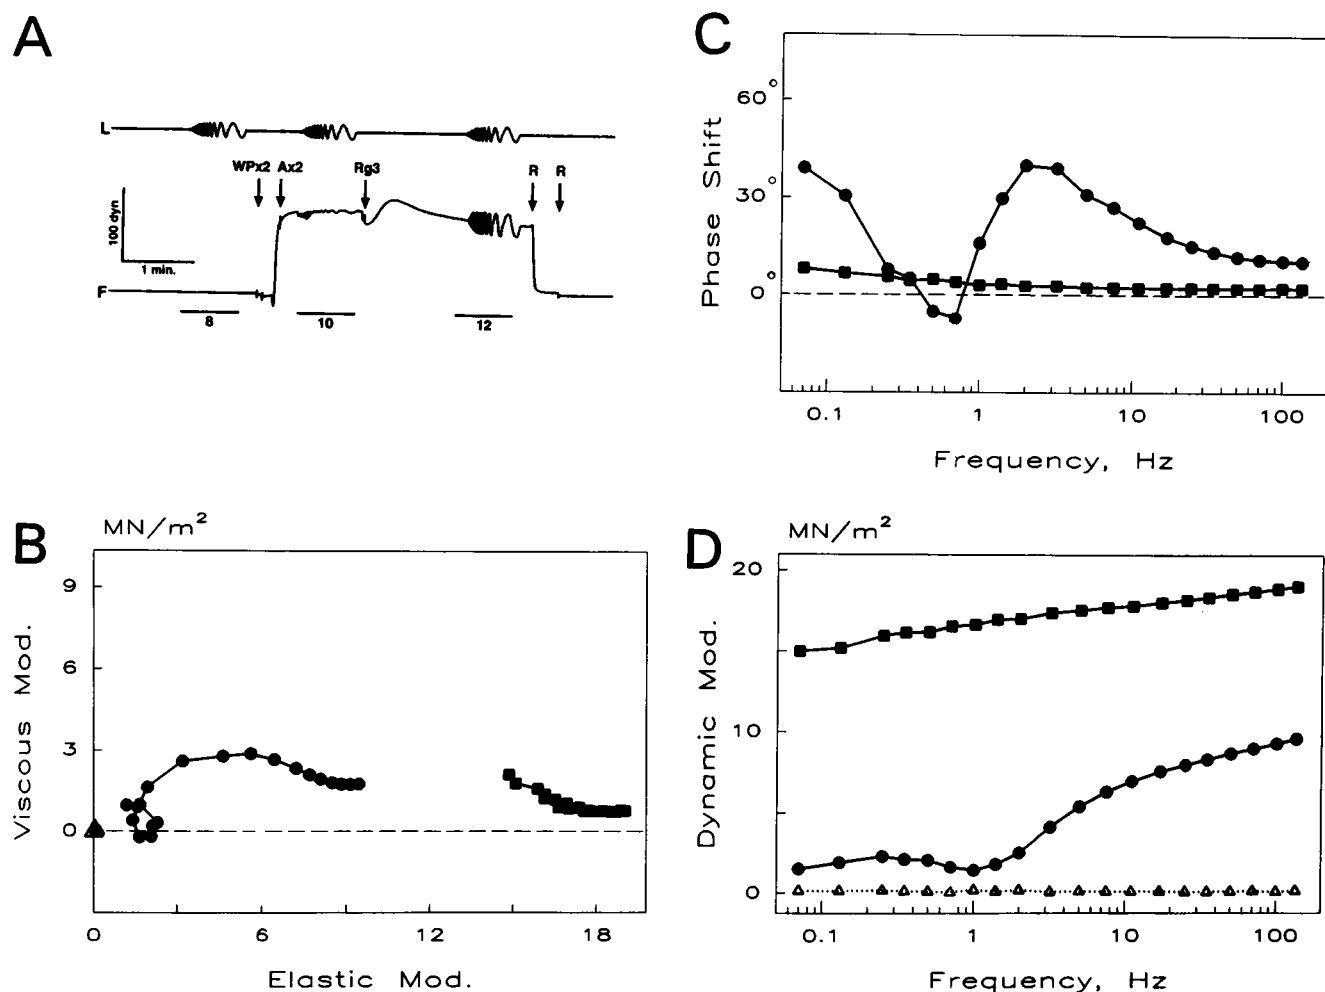 A
L
WPx2 Ax2 Rg3 R R
100 dyn
1 min.
F
8 10 12
C
Phase Shift
60°
30°
0°
0.1 1 10 100
Frequency, Hz
B
MN/m²
Viscous Mod.
9
6
3
0
0 6 12 18
Elastic Mod.
D
MN/m²
Dynamic Mod.
20
10
0
0.1 1 10 100
Frequency, Hz